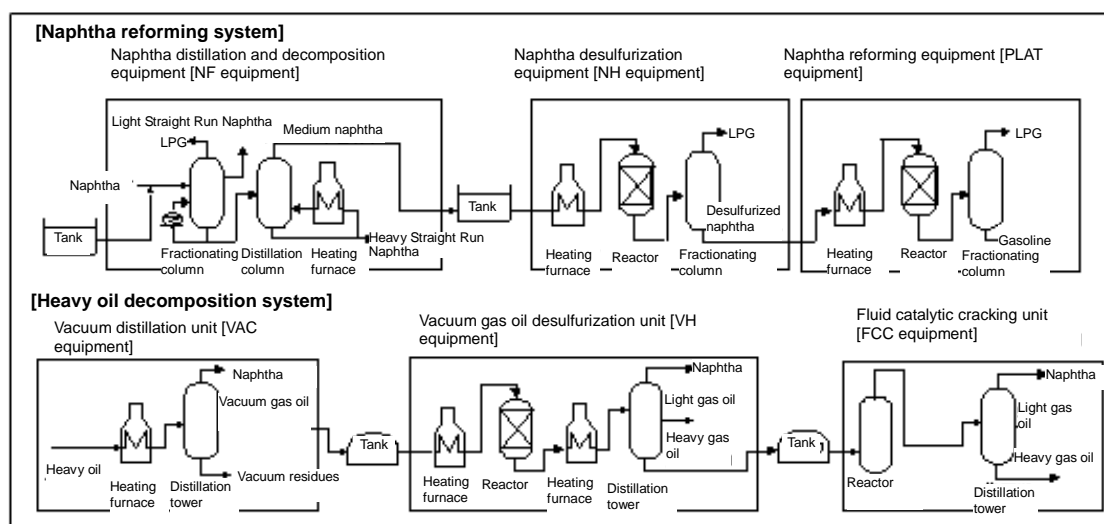 [Naphtha reforming system]
Naphtha distillation and decomposition
equipment [NF equipment]
Naphtha desulfurization
equipment [NH equipment]
Naphtha reforming equipment [PLAT
equipment]
Light Straight Run Naphtha
LPG
Medium naphtha
Naphtha
Tank
Fractionating
column
Distillation
column
Heating
furnace
Heavy Straight Run
Naphtha
Tank
LPG
Desulfurized
naphtha
Heating
furnace
Reactor
Fractionating
column
LPG
Gasoline
Heating
furnace
Reactor
Fractionating
column
[Heavy oil decomposition system]
Vacuum distillation unit [VAC
equipment]
Vacuum gas oil desulfurization unit [VH
equipment]
Fluid catalytic cracking unit
[FCC equipment]
Naphtha
Vacuum gas oil
Heavy oil
Vacuum residues
Heating
furnace
Distillation
tower
Tank
Naphtha
Light gas oil
Heavy gas
oil
Heating
furnace
Reactor
Heating
furnace
Distillation
tower
Tank
Naphtha
Light gas
oil
Heavy gas oil
Reactor
Distillation
tower